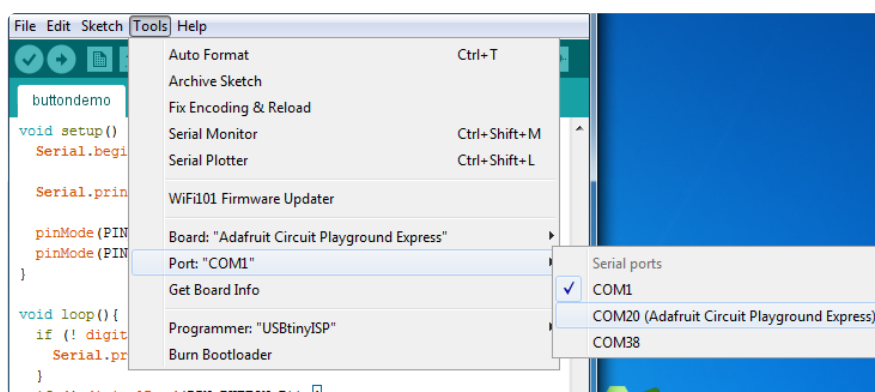 File Edit Sketch Tools Help
Auto Format Ctrl+T
Archive Sketch
buttondemo
Fix Encoding & Reload
void setup()
Serial Monitor Ctrl+Shift+M
Serial.begi
Serial Plotter Ctrl+Shift+L
Serial.prin
WiFi101 Firmware Updater
pinMode(PIN
Board: "Adafruit Circuit Playground Express"
pinMode(PIN
Port: "COM1"
Serial ports
}
Get Board Info
COM1
void loop(){
COM20 (Adafruit Circuit Playground Express)
if (! digit
Programmer: "USBtinyISP"
COM38
Serial.pr
Burn Bootloader
}